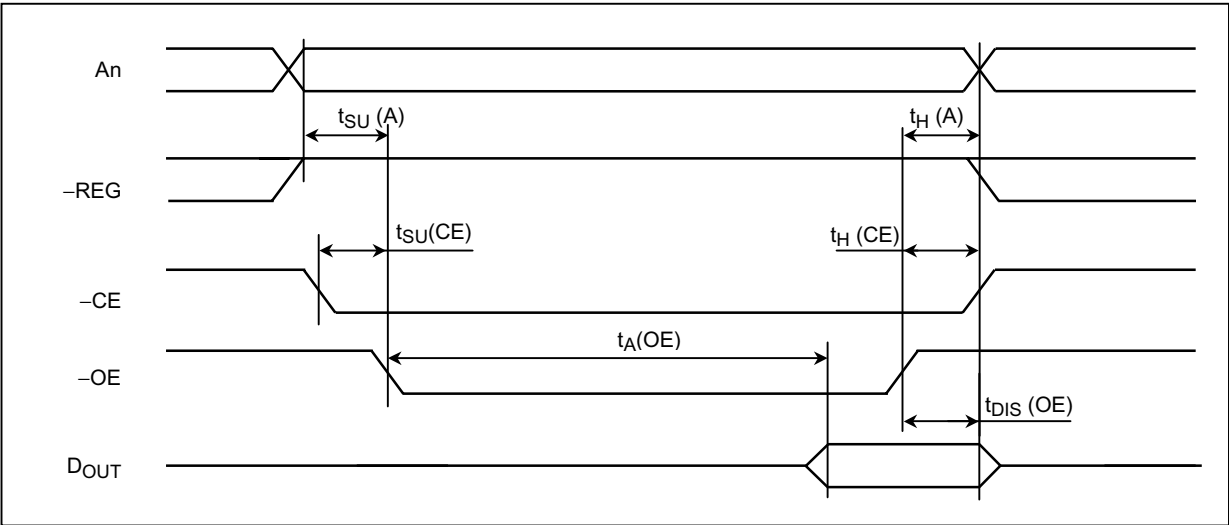 An
tSU (A)
tH (A)
−REG
tSU(CE)
tH (CE)
−CE
tA(OE)
−OE
tDIS (OE)
DOUT